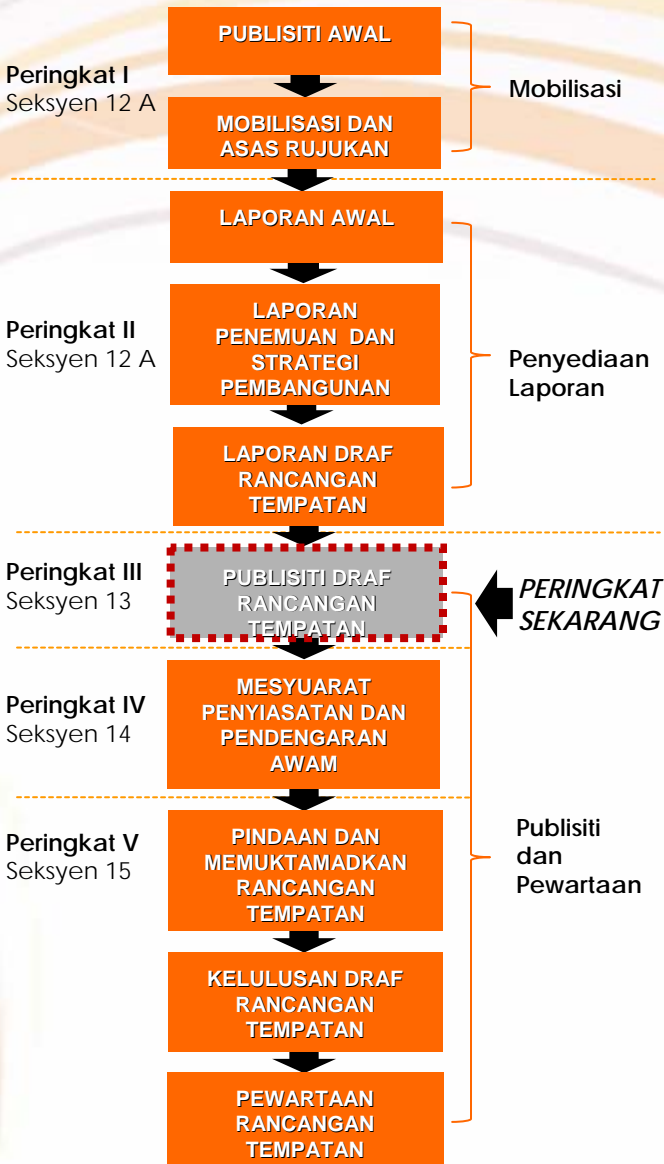 PUBLISITI AWAL
Peringkat I
Seksyen 12 A
Mobilisasi
MOBILISASI DAN
ASAS RUJUKAN
LAPORAN AWAL
Peringkat II
Seksyen 12 A
LAPORAN
PENEMUAN DAN
STRATEGI
PEMBANGUNAN
Penyediaan
Laporan
LAPORAN DRAF
RANCANGAN
TEMPATAN
Peringkat III
Seksyen 13
PUBLISITI DRAF
RANCANGAN
TEMPATAN
PERINGKAT
SEKARANG
Peringkat IV
Seksyen 14
MESYUARAT
PENYIASATAN DAN
PENDENGARAN
AWAM
Peringkat V
Seksyen 15
PINDAAN DAN
MEMUKTAMADKAN
RANCANGAN
TEMPATAN
Publisiti
dan
Pewartaan
KELULUSAN DRAF
RANCANGAN
TEMPATAN
PEWARTAAN
RANCANGAN
TEMPATAN